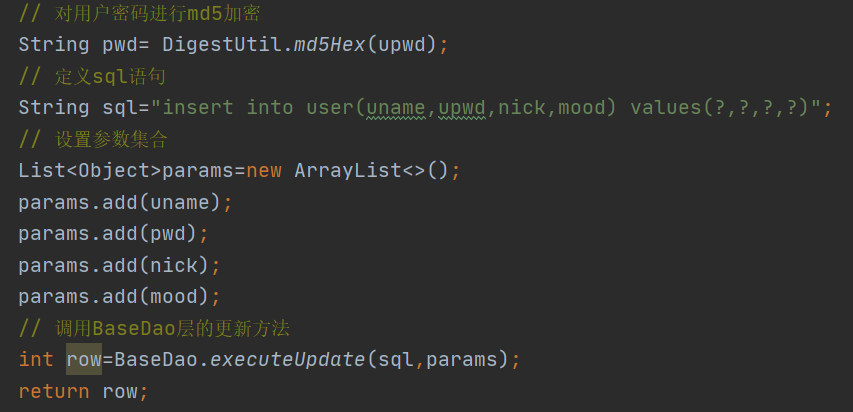 // 对用户密码进行md5加密
String pwd= DigestUtil.md5Hex(upwd);
// 定义sql语句
String sql="insert into user(uname,upwd,nick,mood) values(?,?,?,?)";
// 设置参数集合
List<Object>params=new ArrayList<>();
params.add(uname);
params.add(pwd);
params.add(nick);
params.add(mood);
// 调用BaseDao层的更新方法
int row=BaseDao.executeUpdate(sql,params);
return row;